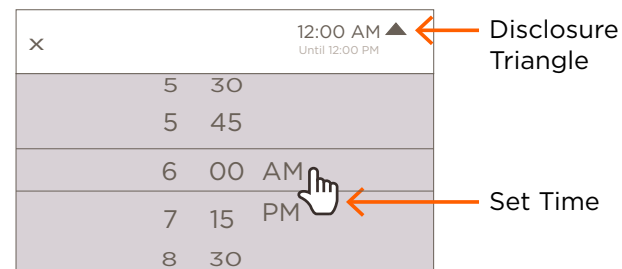 ×
12:00 AM
Until 12:00 PM
Disclosure
Triangle
5 30
5 45
6 00 AM
7 15 PM
8 30
Set Time